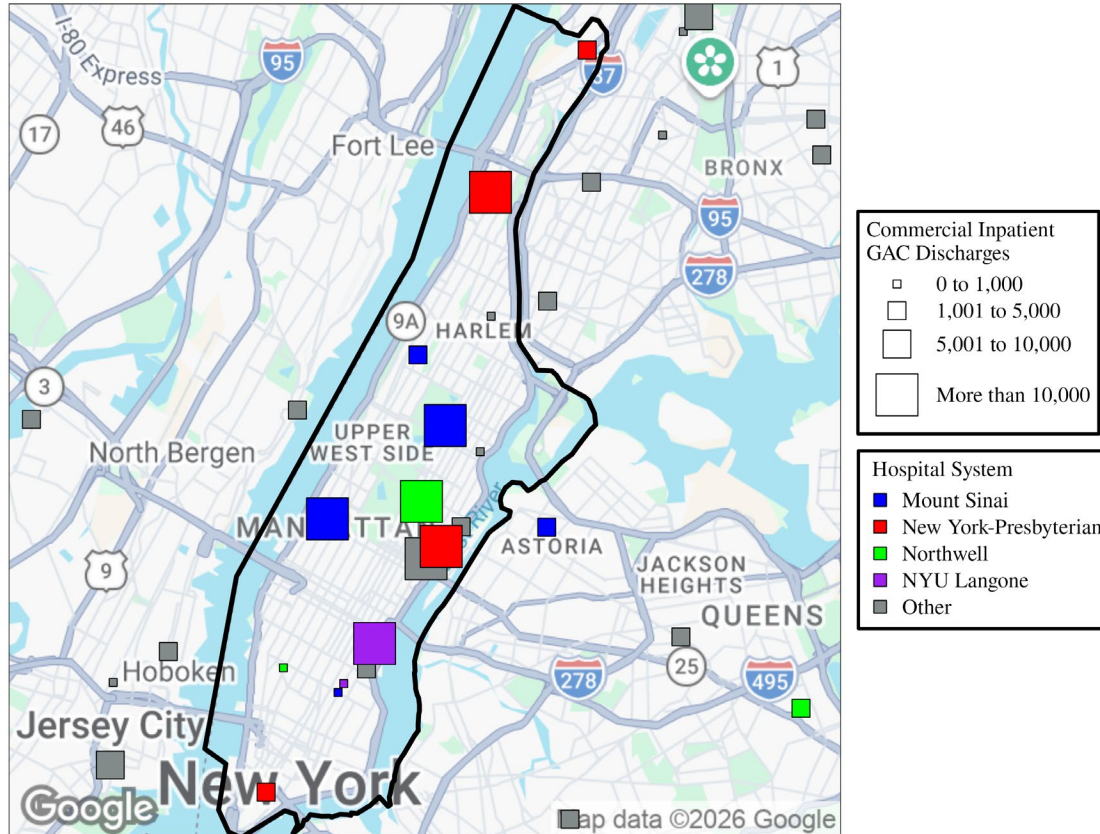 I-80 Express
95
87
1
17
46
Fort Lee
BRONX
95
278
9A
HARLEM
3
UPPER
WEST SIDE
North Bergen
River
MANHATTAN
ASTORIA
9
JACKSON
HEIGHTS
QUEENS
Hoboken
25
278
495
Jersey City
New York
Google
Map data ©2026 Google
Commercial Inpatient
GAC Discharges
0 to 1,000
1,001 to 5,000
5,001 to 10,000
More than 10,000
Hospital System
Mount Sinai
New York-Presbyterian
Northwell
NYU Langone
Other